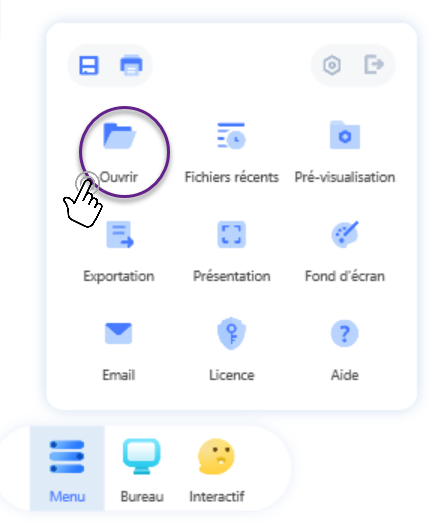 Ouvrir
Fichiers récents
Pré-visualisation
Exportation
Présentation
Fond d'écran
Email
Licence
Aide
Menu
Bureau
Interactif